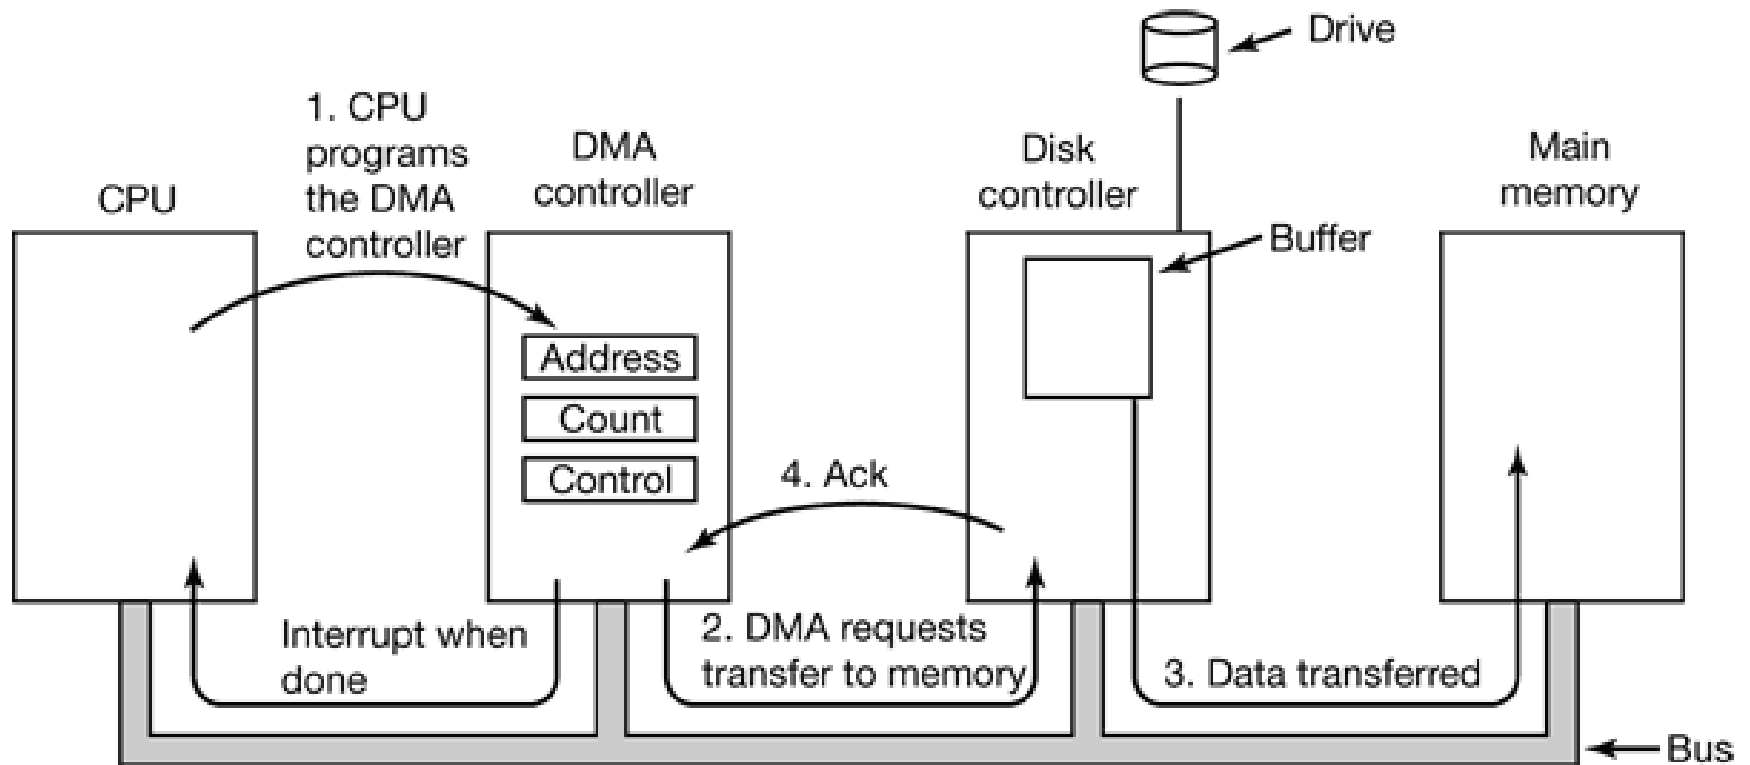 Drive
1. CPU
programs
the DMA
controller
DMA
controller
Disk
controller
Main
memory
CPU
Buffer
Address
Count
Control
4. Ack
Interrupt when
done
2. DMA requests
transfer to memory
3. Data transferred
Bus